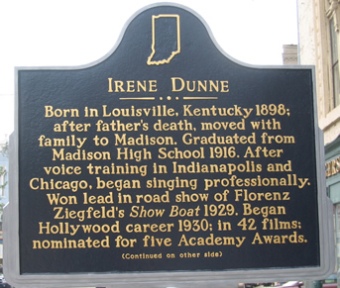 IRENE DUNNE
Born in Louisville, Kentucky 1898;
after father's death, moved with
family to Madison. Graduated from
Madison High School 1916. After
voice training in Indianapolis and
Chicago, began singing professionally.
Won lead in road show of Florenz
Ziegfeld's Show Boat 1929. Began
Hollywood career 1930; in 42 films;
nominated for five Academy Awards.
(Continued on other side)